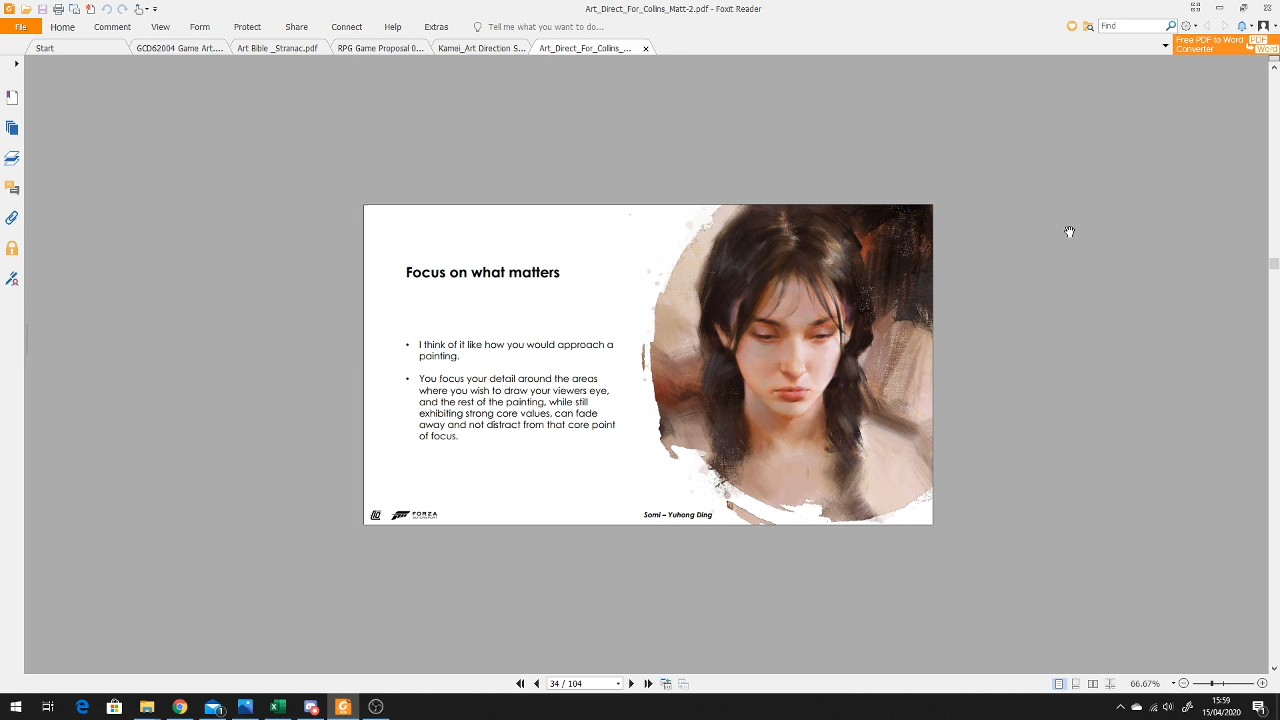 Art_Direct_For_Collins_Matt-2.pdf - Foxit Reader
File Home Comment View Form Protect Share Connect Help Extras Tell me what you want to do... Find
Start GCD62004 Game Art.... Art Bible _Stranac.pdf RPG Game Proposal 0... Kamei_Art Direction S... Art_Direct_For_Collins_... Free PDF to Word
Converter
PDF
Word
Focus on what matters
• I think of it like how you would approach a
painting.
• You focus your detail around the areas
where you wish to draw your viewers eye,
and the rest of the painting, while still
exhibiting strong core values, can fade
away and not distract from that core point
of focus.
FORZA
MOTORSPORT
Somi – Yuhong Ding
34 / 104
66.67%
15:59
15/04/2020